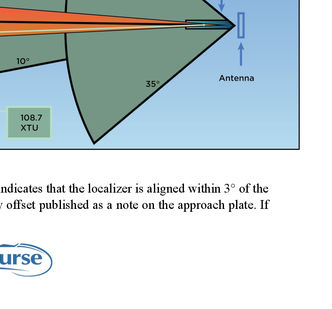 10°
35°
Antenna
108.7
XTU
ndicates that the localizer is aligned within 3° of the
offset published as a note on the approach plate. If
urse